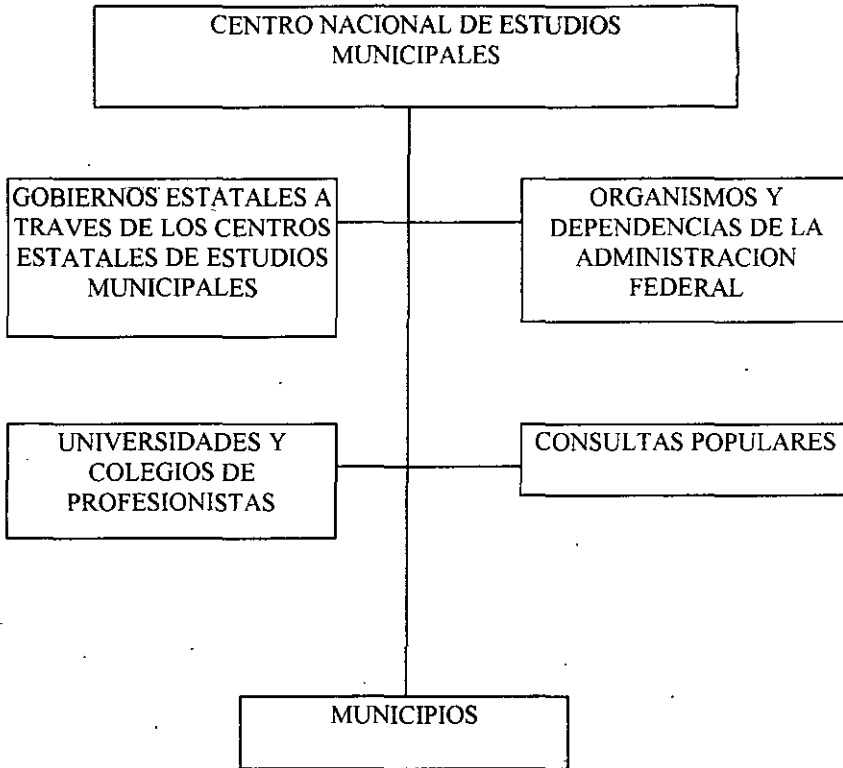 CENTRO NACIONAL DE ESTUDIOS
MUNICIPALES
GOBIERNOS ESTATALES A
TRAVES DE LOS CENTROS
ESTATALES DE ESTUDIOS
MUNICIPALES
ORGANISMOS Y
DEPENDENCIAS DE LA
ADMINISTRACION
FEDERAL
UNIVERSIDADES Y
COLEGIOS DE
PROFESIONISTAS
CONSULTAS POPULARES
MUNICIPIOS